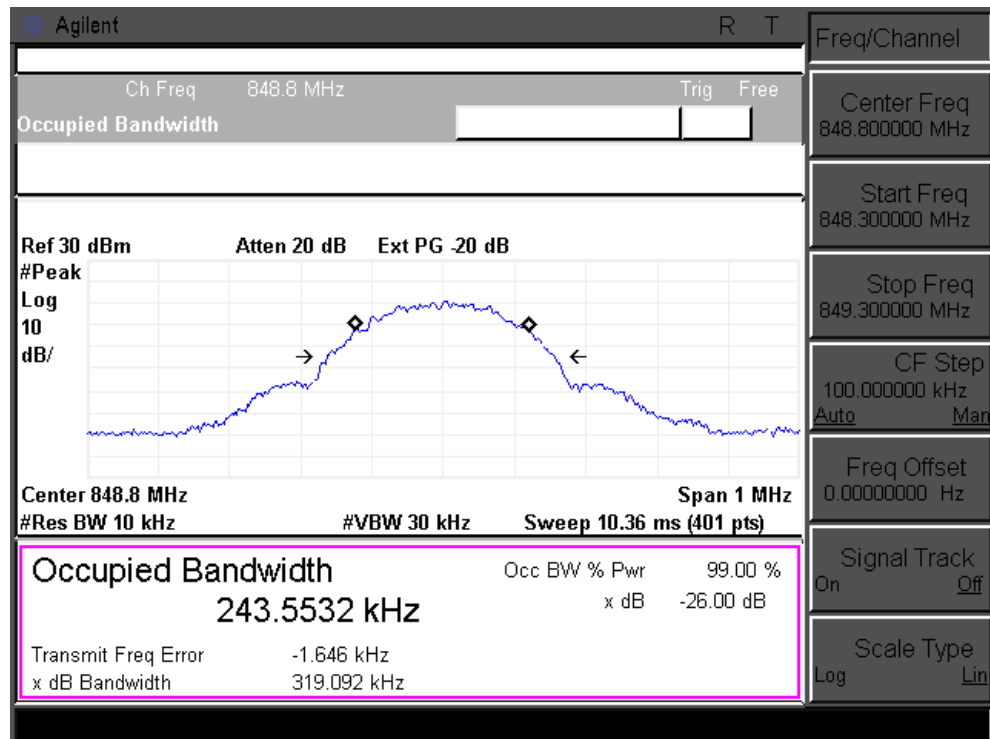 Agilent R T
Ch Freq 848.8 MHz Trig Free
Occupied Bandwidth
Ref 30 dBm Atten 20 dB Ext PG -20 dB
#Peak
Log
10
dB/
Center 848.8 MHz Span 1 MHz
#Res BW 10 kHz #VBW 30 kHz Sweep 10.36 ms (401 pts)
Occupied Bandwidth Occ BW % Pwr 99.00 %
243.5532 kHz x dB -26.00 dB
Transmit Freq Error -1.646 kHz
x dB Bandwidth 319.092 kHz
Freq/Channel
Center Freq
848.800000 MHz
Start Freq
848.300000 MHz
Stop Freq
849.300000 MHz
CF Step
100.000000 kHz
Auto Man
Freq Offset
0.00000000 Hz
Signal Track
On Off
Scale Type
Log Lin